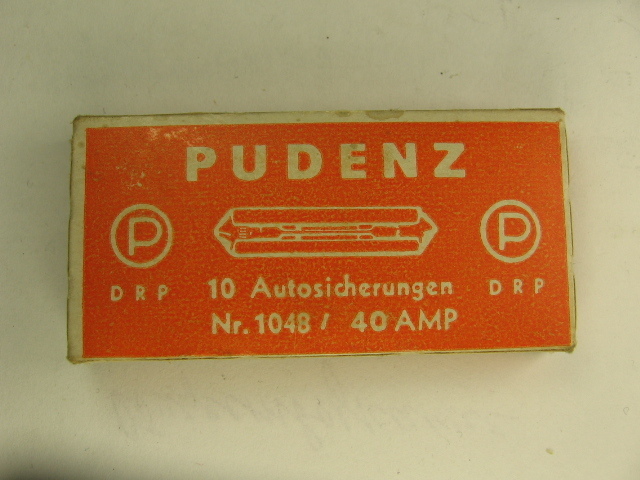 PUDENZ
P P
DRP 10 Autosicherungen DRP
Nr. 1048 / 40 AMP